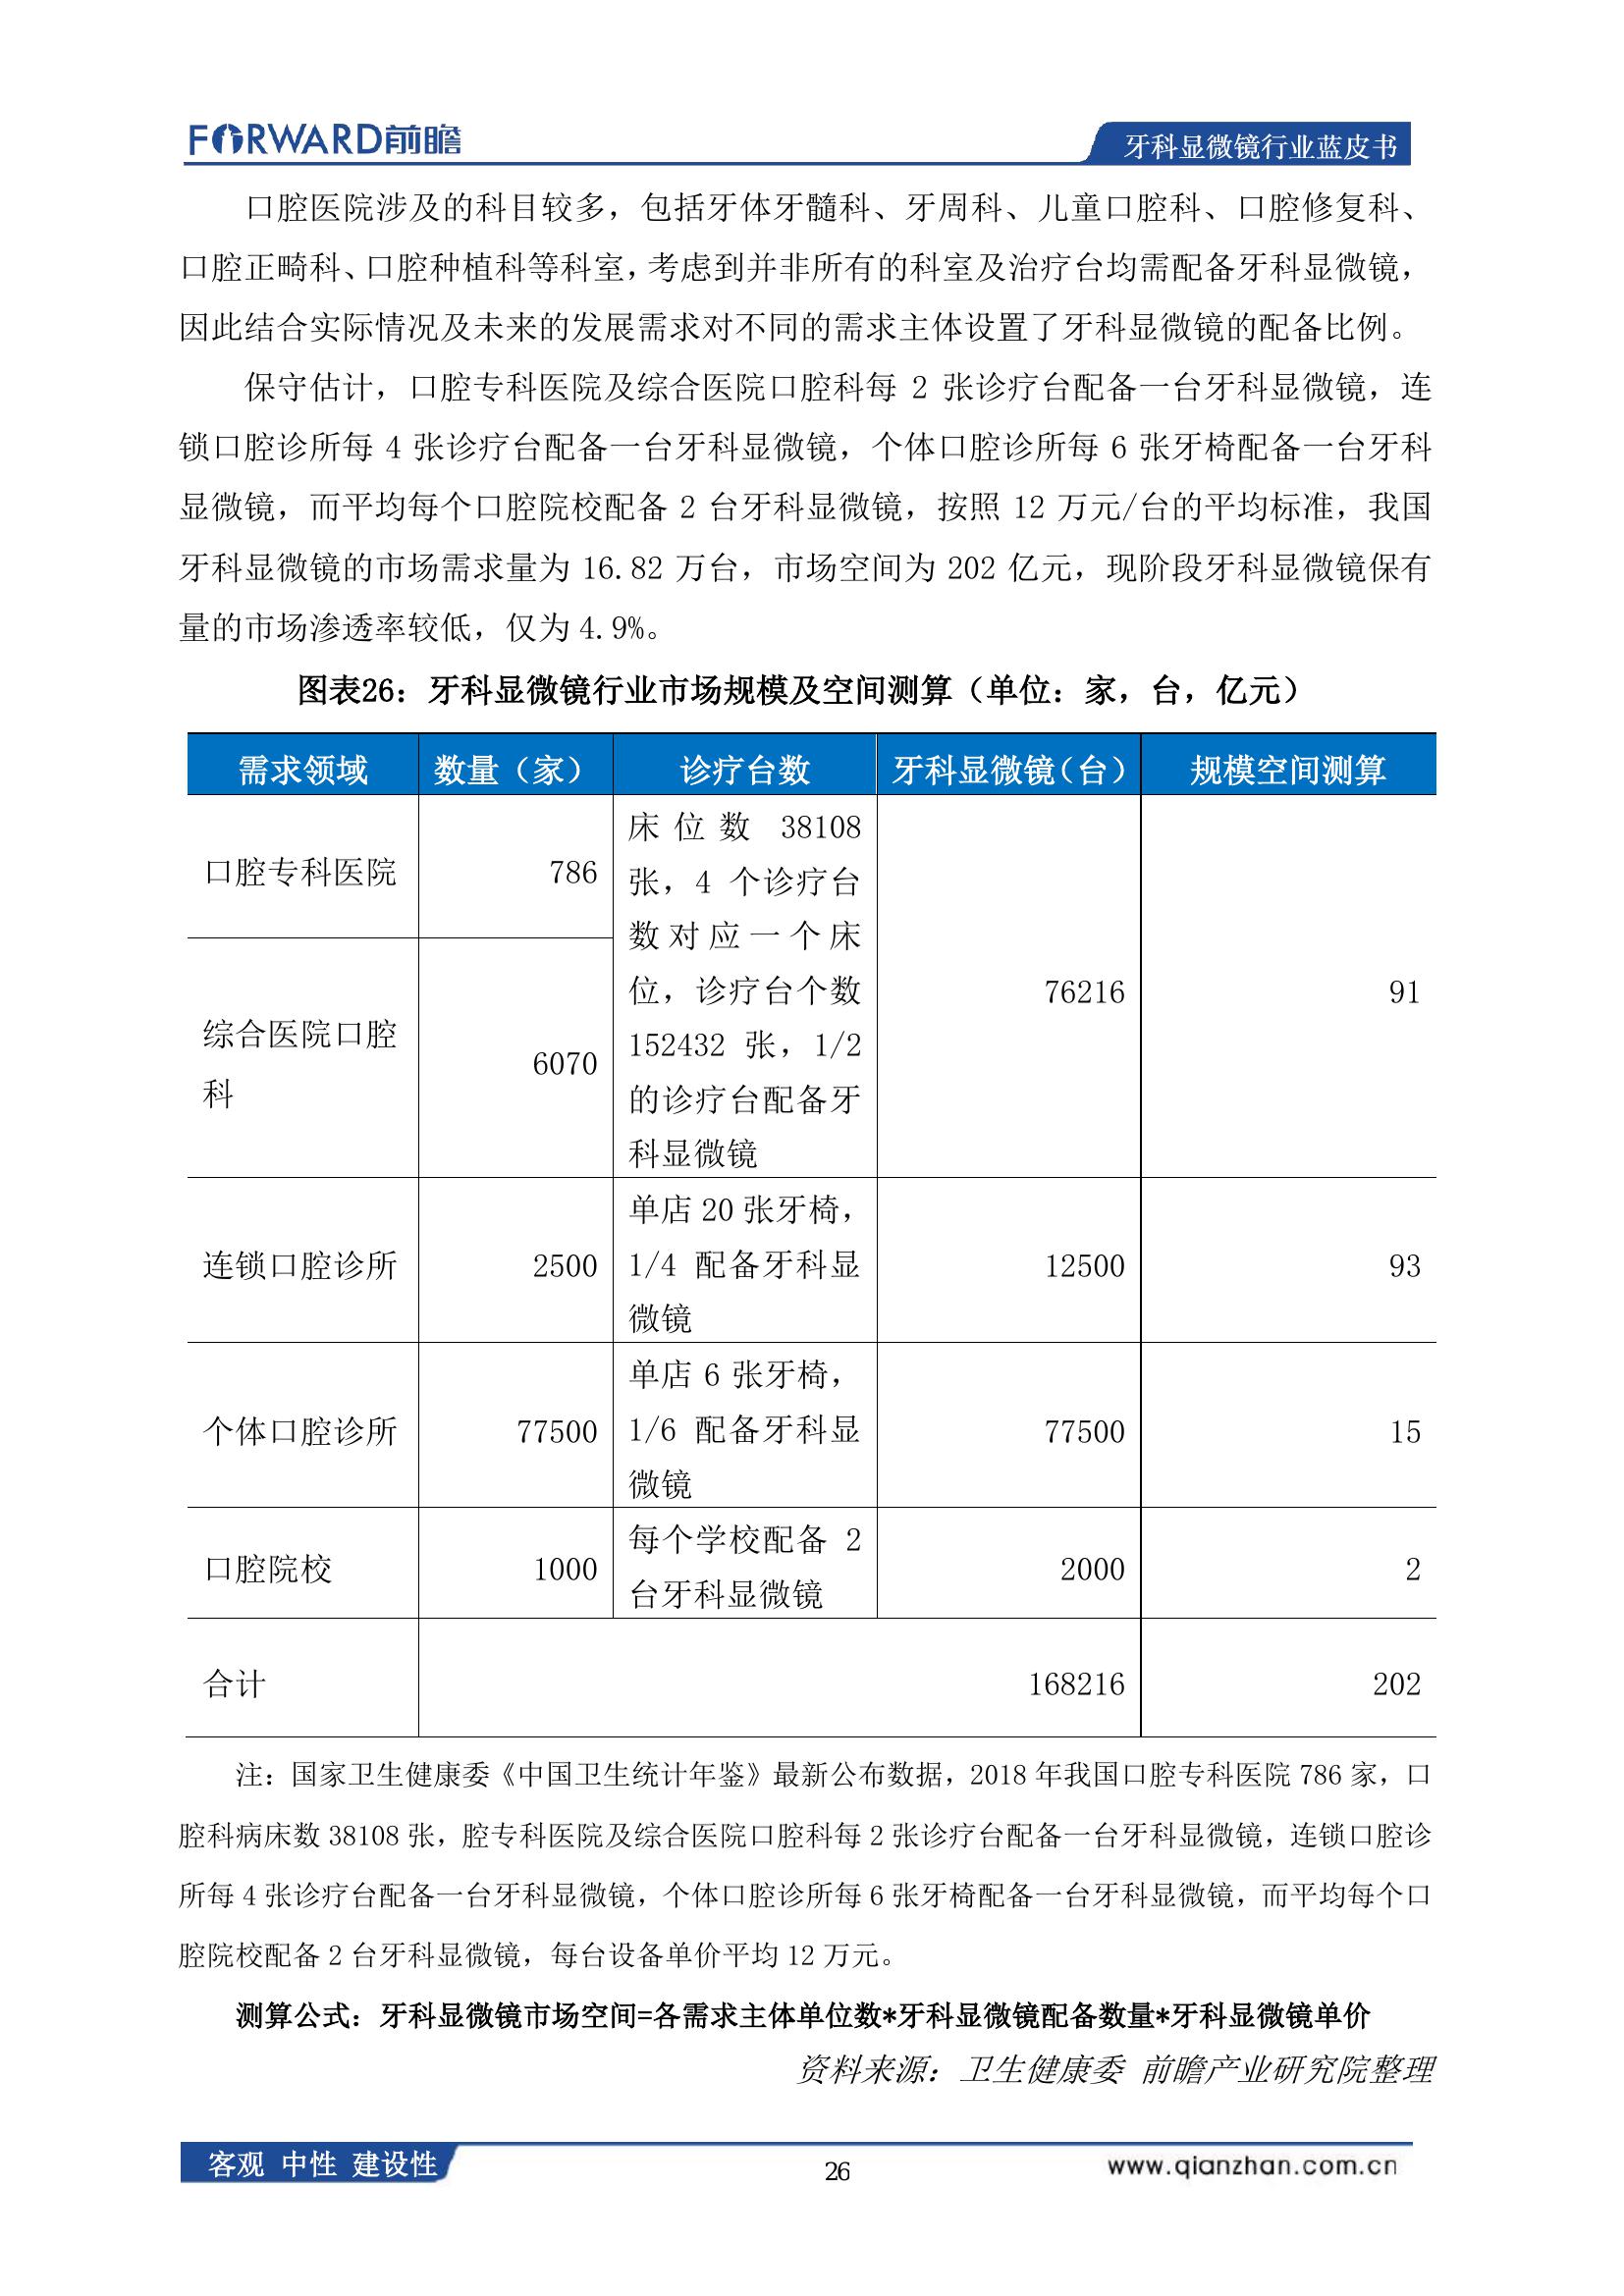 FORWARD前瞻
牙科显微镜行业蓝皮书
口腔医院涉及的科目较多，包括牙体牙髓科、牙周科、儿童口腔科、口腔修复科、
口腔正畸科、口腔种植科等科室，考虑到并非所有的科室及治疗台均需配备牙科显微镜，
因此结合实际情况及未来的发展需求对不同的需求主体设置了牙科显微镜的配备比例。
保守估计，口腔专科医院及综合医院口腔科每 2 张诊疗台配备一台牙科显微镜，连
锁口腔诊所每 4 张诊疗台配备一台牙科显微镜，个体口腔诊所每 6 张牙椅配备一台牙科
显微镜，而平均每个口腔院校配备 2 台牙科显微镜，按照 12 万元/台的平均标准，我国
牙科显微镜的市场需求量为 16.82 万台，市场空间为 202 亿元，现阶段牙科显微镜保有
量的市场渗透率较低，仅为 4.9%。
图表26：牙科显微镜行业市场规模及空间测算（单位：家，台，亿元）
需求领域 数量（家） 诊疗台数 牙科显微镜（台） 规模空间测算
口腔专科医院
786
床位数 38108
张，4 个诊疗台
数对应一个床
位，诊疗台个数
152432 张，1/2
的诊疗台配备牙
科显微镜
76216
91
综合医院口腔
科
6070
连锁口腔诊所
2500
单店 20 张牙椅，
1/4 配备牙科显
微镜
12500
93
个体口腔诊所
77500
单店 6 张牙椅，
1/6 配备牙科显
微镜
77500
15
口腔院校
1000
每个学校配备 2
台牙科显微镜
2000
2
合计
168216
202
注：国家卫生健康委《中国卫生统计年鉴》最新公布数据，2018 年我国口腔专科医院 786 家，口
腔科病床数 38108 张，腔专科医院及综合医院口腔科每 2 张诊疗台配备一台牙科显微镜，连锁口腔诊
所每 4 张诊疗台配备一台牙科显微镜，个体口腔诊所每 6 张牙椅配备一台牙科显微镜，而平均每个口
腔院校配备 2 台牙科显微镜，每台设备单价平均 12 万元。
测算公式：牙科显微镜市场空间=各需求主体单位数*牙科显微镜配备数量*牙科显微镜单价
资料来源：卫生健康委 前瞻产业研究院整理
客观 中性 建设性
26
www.qianzhan.com.cn